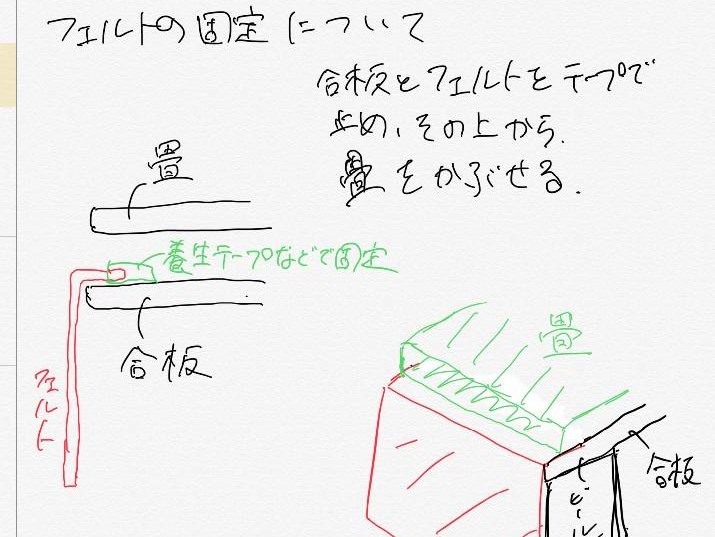 フェルトの固定について
合板とフェルトをテープで
止め、その上から、
畳をかぶせる.
畳
養生テープなどで固定
合板
フェルト
畳
合板
ビール